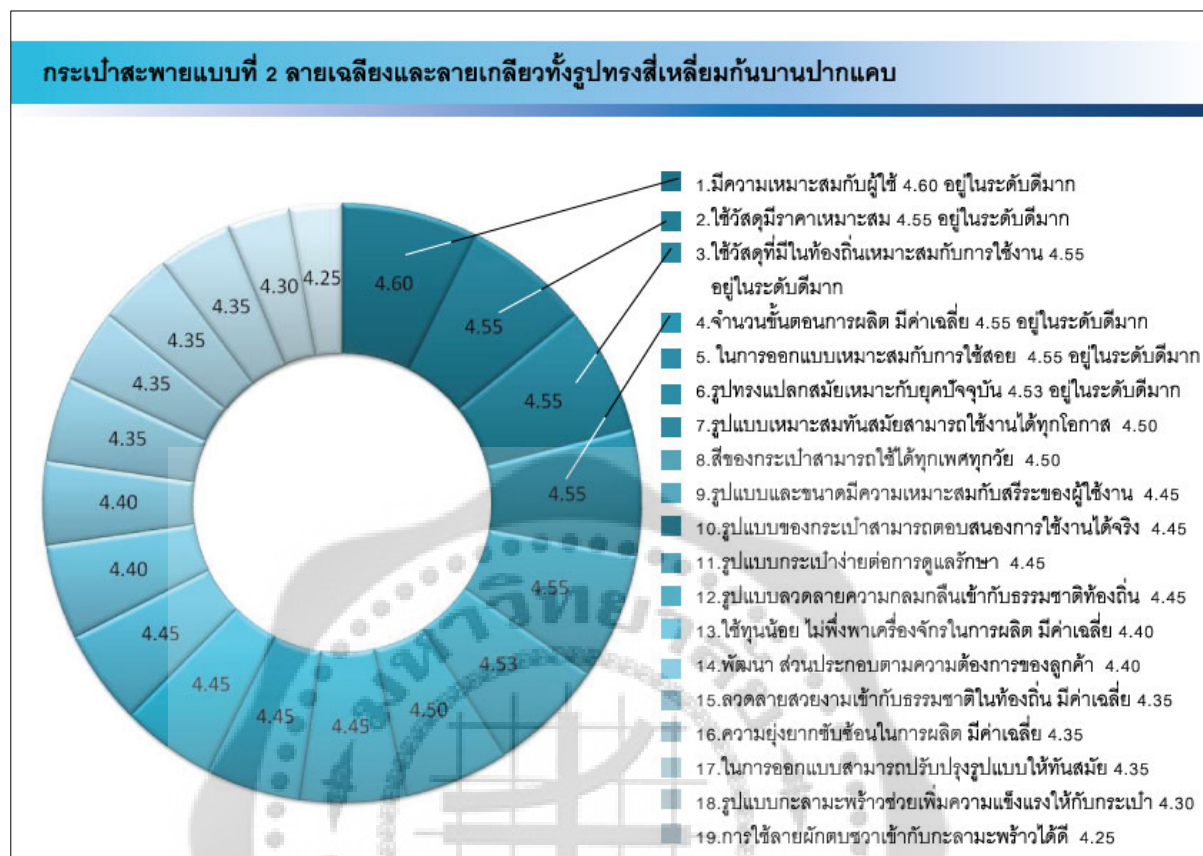 กระเป๋าสะพายแบบที่ 2 ลายเฉลียงและลายเกลียวทั้งรูปทรงสี่เหลี่ยมก้นบานปากแคบ
1.มีความเหมาะสมกับผู้ใช้ 4.60 อยู่ในระดับดีมาก
2.ใช้วัสดุมีราคาเหมาะสม 4.55 อยู่ในระดับดีมาก
3.ใช้วัสดุที่มีในท้องถิ่นเหมาะสมกับการใช้งาน 4.55
อยู่ในระดับดีมาก
4.จำนวนขั้นตอนการผลิต มีค่าเฉลี่ย 4.55 อยู่ในระดับดีมาก
5. ในการออกแบบเหมาะสมกับการใช้สอย 4.55 อยู่ในระดับดีมาก
6.รูปทรงแปลกสมัยเหมาะกับยุคปัจจุบัน 4.53 อยู่ในระดับดีมาก
7.รูปแบบเหมาะสมทันสมัยสามารถใช้งานได้ทุกโอกาส 4.50
8.สีของกระเป๋าสามารถใช้ได้ทุกเพศทุกวัย 4.50
9.รูปแบบและขนาดมีความเหมาะสมกับสรีระของผู้ใช้งาน 4.45
10.รูปแบบของกระเป๋าสามารถตอบสนองการใช้งานได้จริง 4.45
11.รูปแบบกระเป๋าง่ายต่อการดูแลรักษา 4.45
12.รูปแบบลวดลายความกลมกลืนเข้ากับธรรมชาติท้องถิ่น 4.45
13.ใช้ทุนน้อย ไม่พึ่งพาเครื่องจักรในการผลิต มีค่าเฉลี่ย 4.40
14.พัฒนา ส่วนประกอบตามความต้องการของลูกค้า 4.40
15.ลวดลายสวยงามเข้ากับธรรมชาติในท้องถิ่น มีค่าเฉลี่ย 4.35
16.ความยุ่งยากซับซ้อนในการผลิต มีค่าเฉลี่ย 4.35
17.ในการออกแบบสามารถปรับปรุงรูปแบบให้ทันสมัย 4.35
18.รูปแบบกะลามะพร้าวช่วยเพิ่มความแข็งแรงให้กับกระเป๋า 4.30
19.การใช้ลายผักตบชวาเข้ากับกะลามะพร้าวได้ดี 4.25
4.60
4.55
4.55
4.55
4.55
4.53
4.50
4.45
4.45
4.45
4.45
4.40
4.40
4.35
4.35
4.35
4.35
4.30
4.25
มหาวิทยาลัย